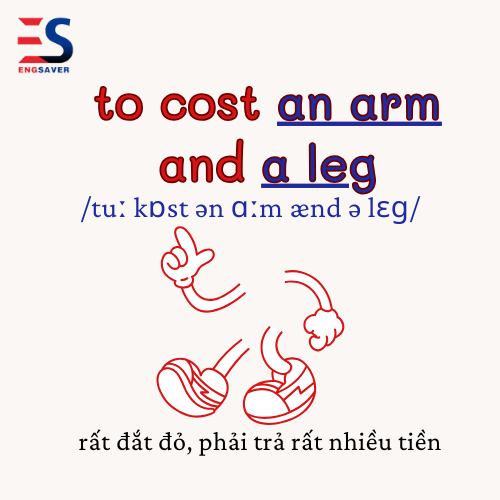 ES
ENGSAVER
to cost an arm
and a leg
/tuː kɒst ən ɑːm ænd ə lɛg/
rất đắt đỏ, phải trả rất nhiều tiền